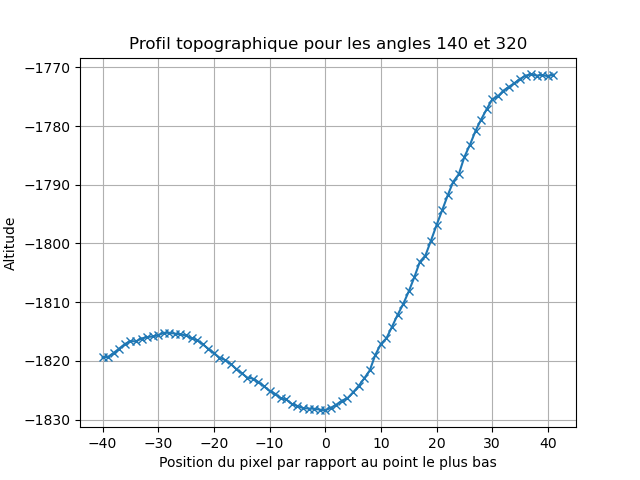 Profil topographique pour les angles 140 et 320
−1770
−1780
−1790
−1800
−1810
−1820
−1830
Altitude
−40 −30 −20 −10 0 10 20 30 40
Position du pixel par rapport au point le plus bas